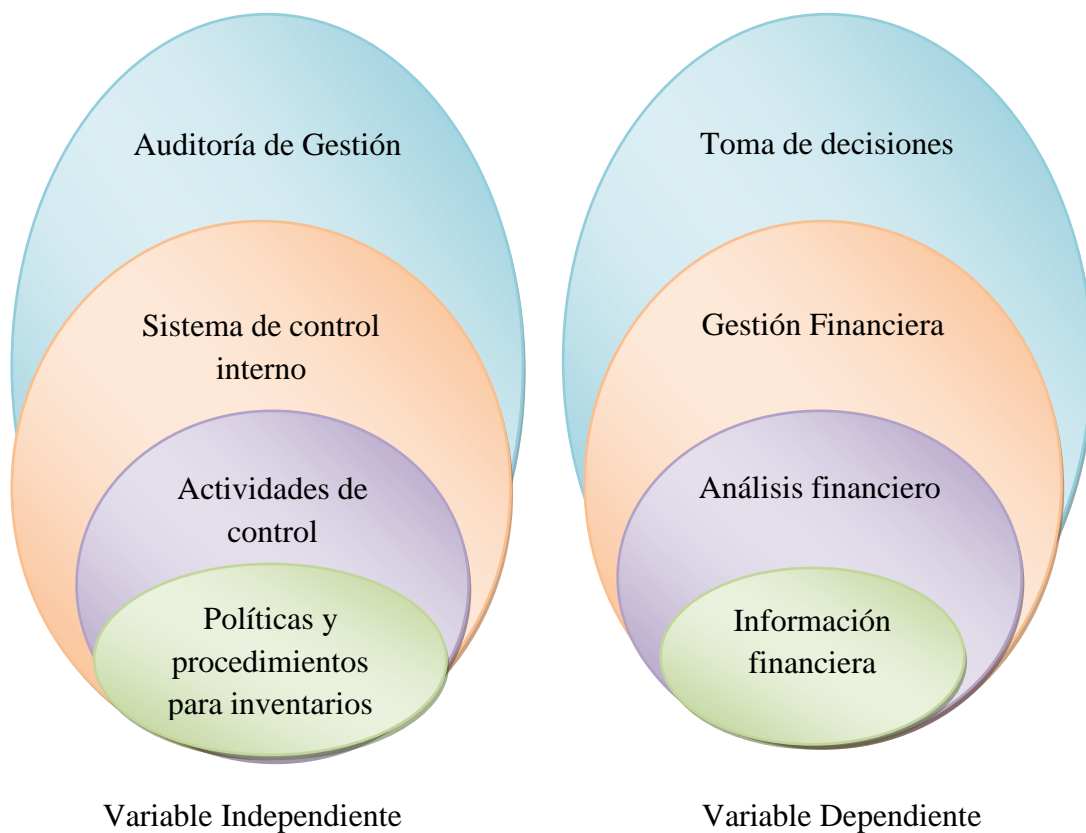 Auditoría de Gestión
Sistema de control
interno
Actividades de
control
Políticas y
procedimientos
para inventarios
Variable Independiente
Toma de decisiones
Gestión Financiera
Análisis financiero
Información
financiera
Variable Dependiente